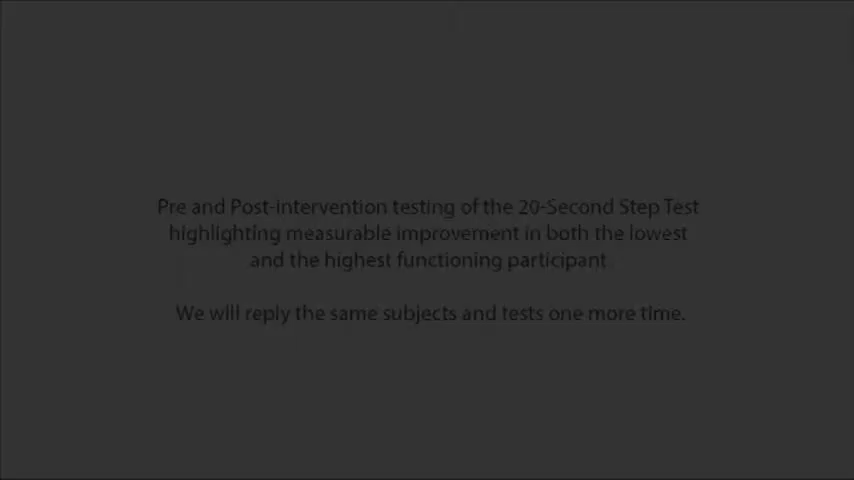 Pre and Post-intervention testing of the 20-Second Step Test
highlighting measurable improvement in both the lowest
and the highest functioning participant.
We will reply the same subjects and tests one more time.